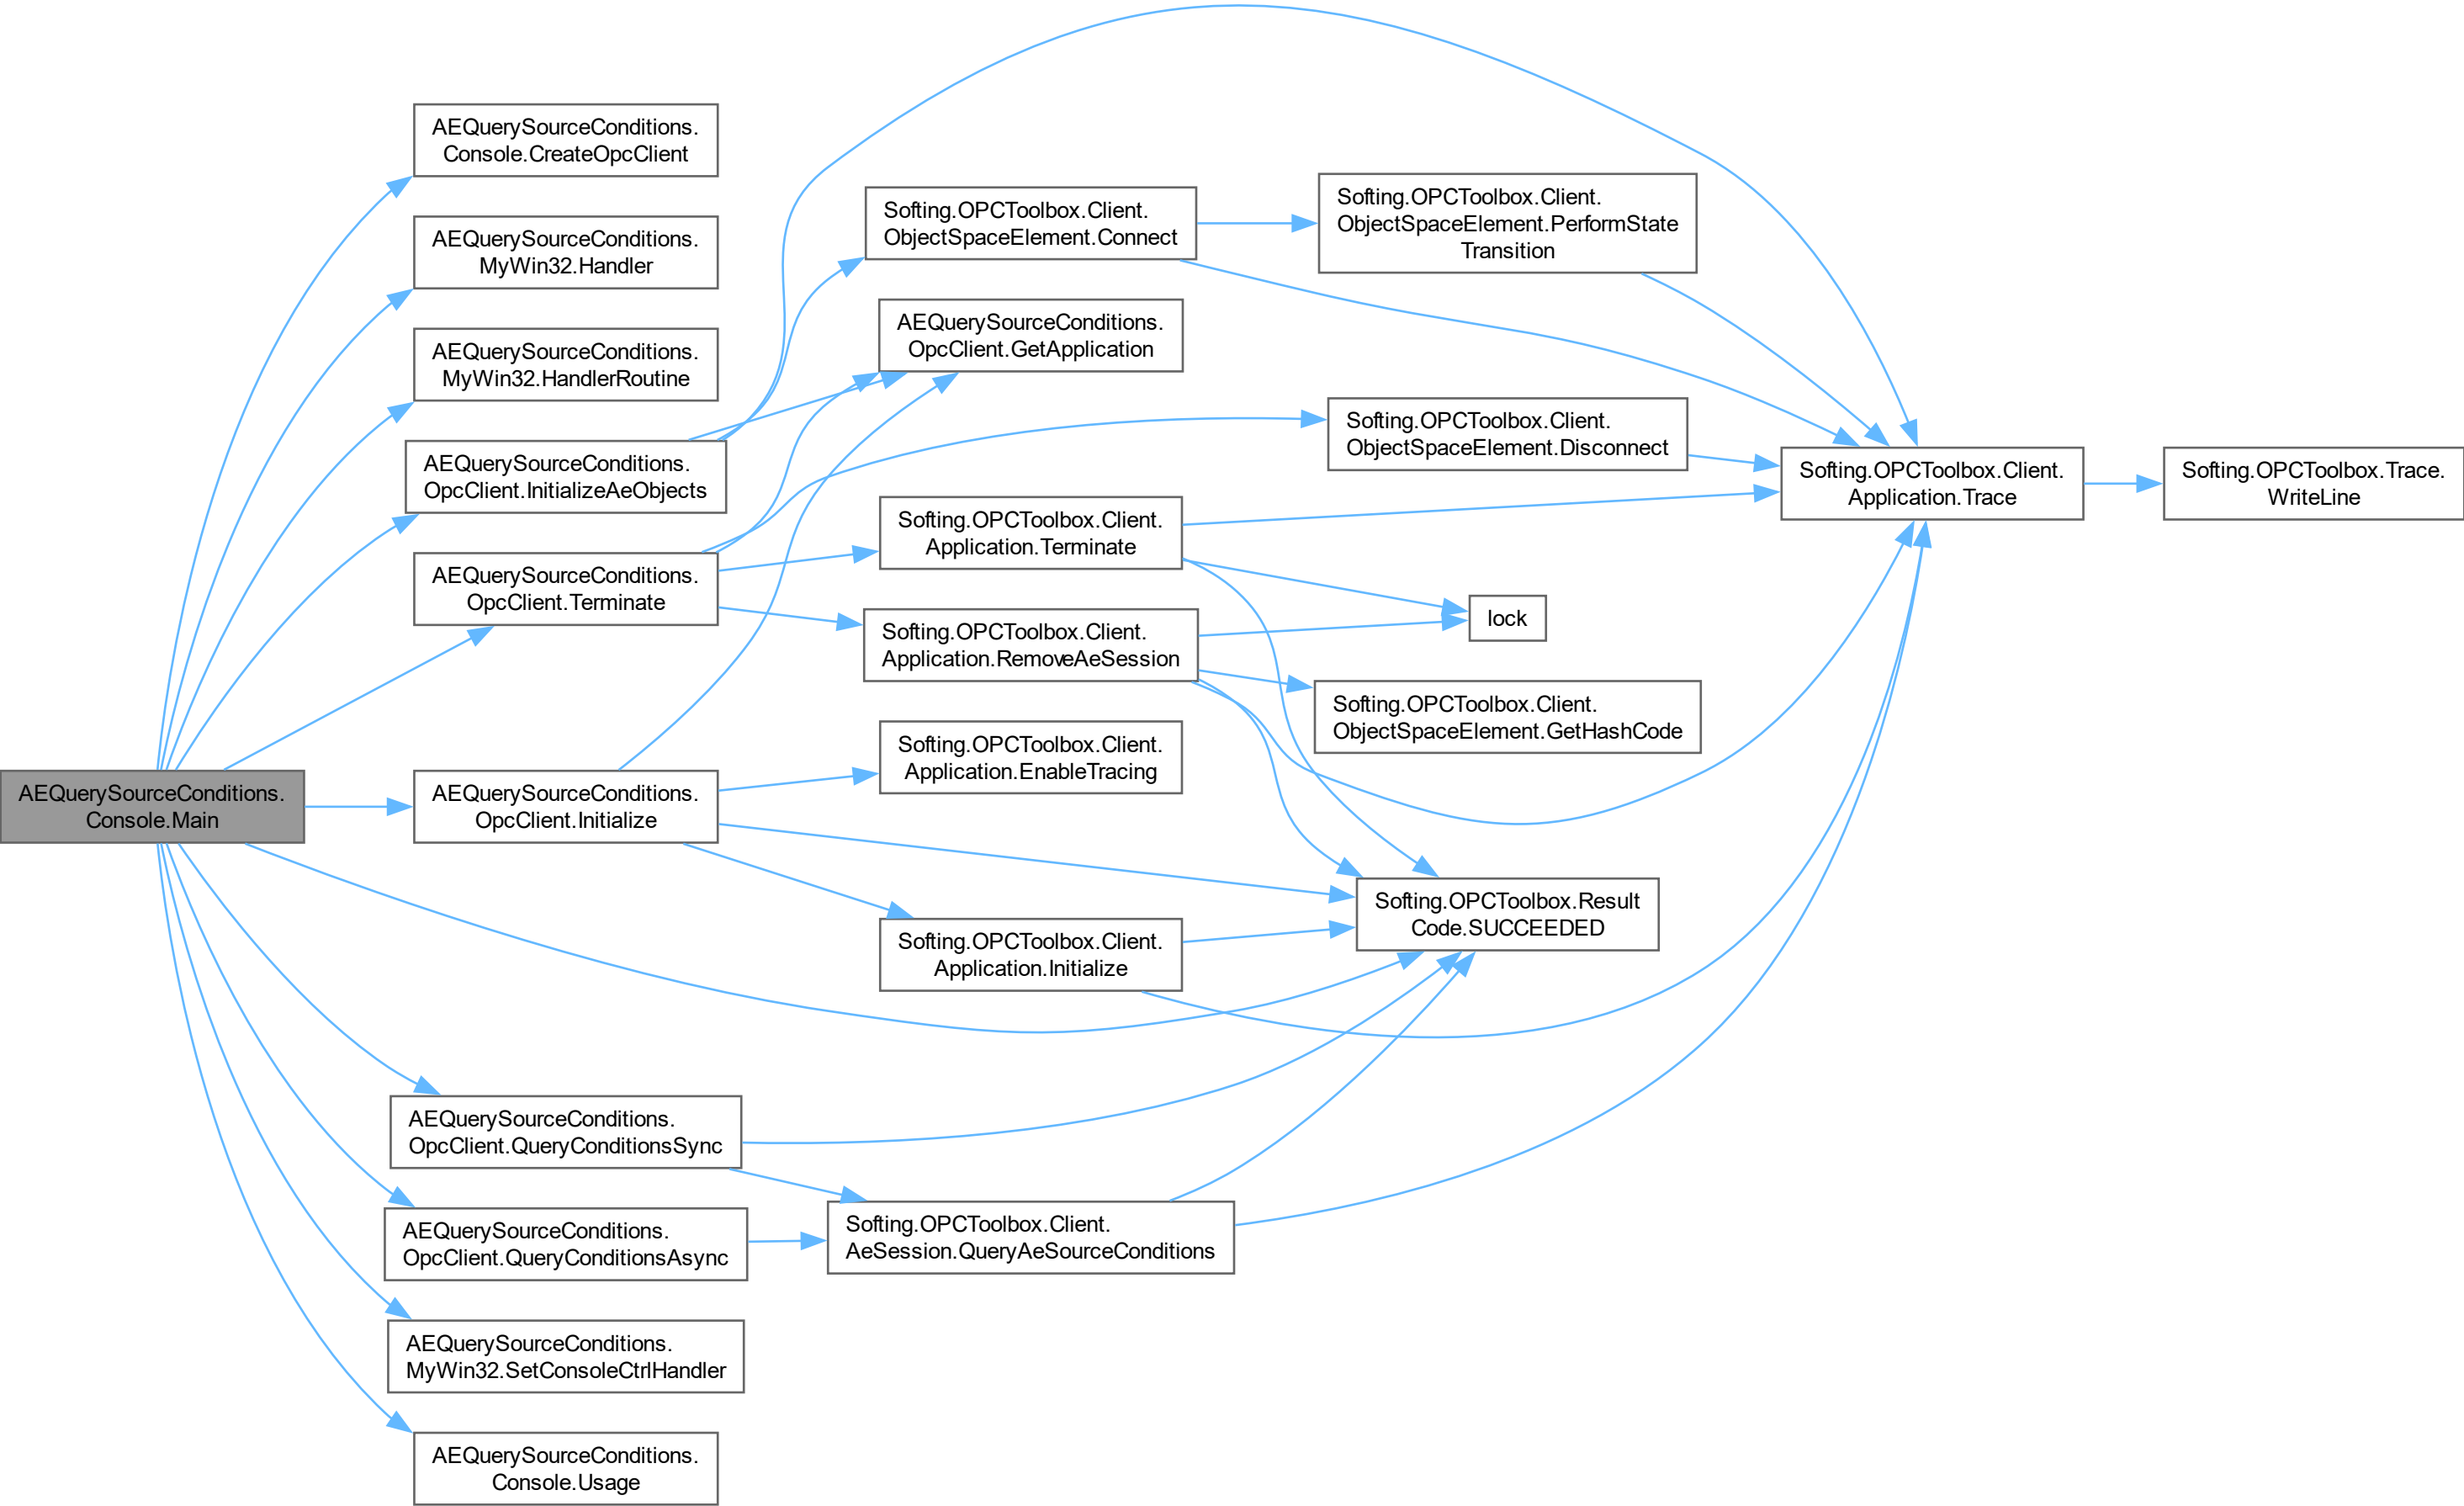 AEQuerySourceConditions.
Console.Main
AEQuerySourceConditions.
Console.CreateOpcClient
AEQuerySourceConditions.
MyWin32.Handler
AEQuerySourceConditions.
MyWin32.HandlerRoutine
AEQuerySourceConditions.
OpcClient.InitializeAeObjects
AEQuerySourceConditions.
OpcClient.Terminate
AEQuerySourceConditions.
OpcClient.Initialize
AEQuerySourceConditions.
OpcClient.QueryConditionsSync
AEQuerySourceConditions.
OpcClient.QueryConditionsAsync
AEQuerySourceConditions.
MyWin32.SetConsoleCtrlHandler
AEQuerySourceConditions.
Console.Usage
Softing.OPCToolbox.Client.
ObjectSpaceElement.Connect
AEQuerySourceConditions.
OpcClient.GetApplication
Softing.OPCToolbox.Client.
Application.Terminate
Softing.OPCToolbox.Client.
Application.RemoveAeSession
Softing.OPCToolbox.Client.
Application.EnableTracing
Softing.OPCToolbox.Client.
Application.Initialize
Softing.OPCToolbox.Client.
AeSession.QueryAeSourceConditions
Softing.OPCToolbox.Client.
ObjectSpaceElement.PerformState
Transition
Softing.OPCToolbox.Client.
ObjectSpaceElement.Disconnect
lock
Softing.OPCToolbox.Client.
ObjectSpaceElement.GetHashCode
Softing.OPCToolbox.Result
Code.SUCCEEDED
Softing.OPCToolbox.Client.
Application.Trace
Softing.OPCToolbox.Trace.
WriteLine